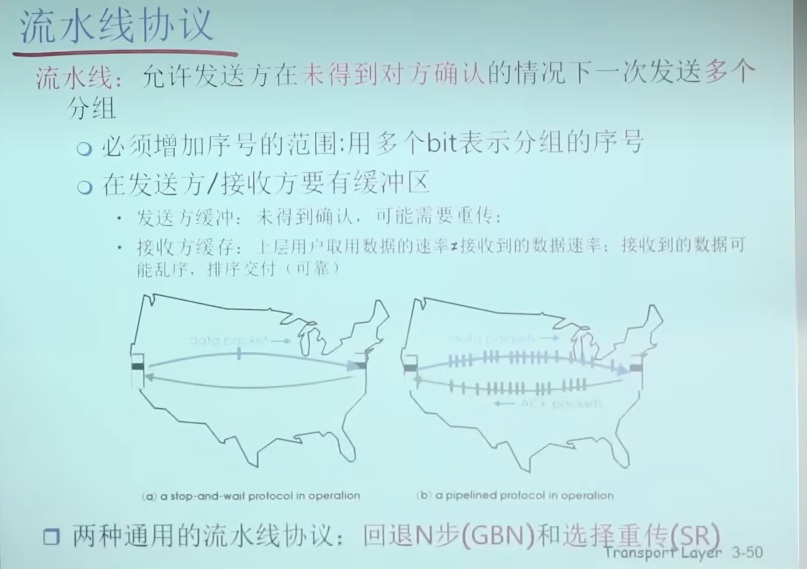 流水线协议
流水线：允许发送方在未得到对方确认的情况下一次发送多个
分组
必须增加序号的范围:用多个bit表示分组的序号
在发送方/接收方要有缓冲区
发送方缓冲：未得到确认，可能需要重传；
接收方缓存：上层用户取用数据的速率≠接收到的数据速率；接收到的数据可
能乱序，排序交付（可靠）
data packet
data packets
ACK packets
(a) a stop-and-wait protocol in operation
(b) a pipelined protocol in operation
两种通用的流水线协议：回退N步(GBN)和选择重传(SR)
Transport Layer 3-50